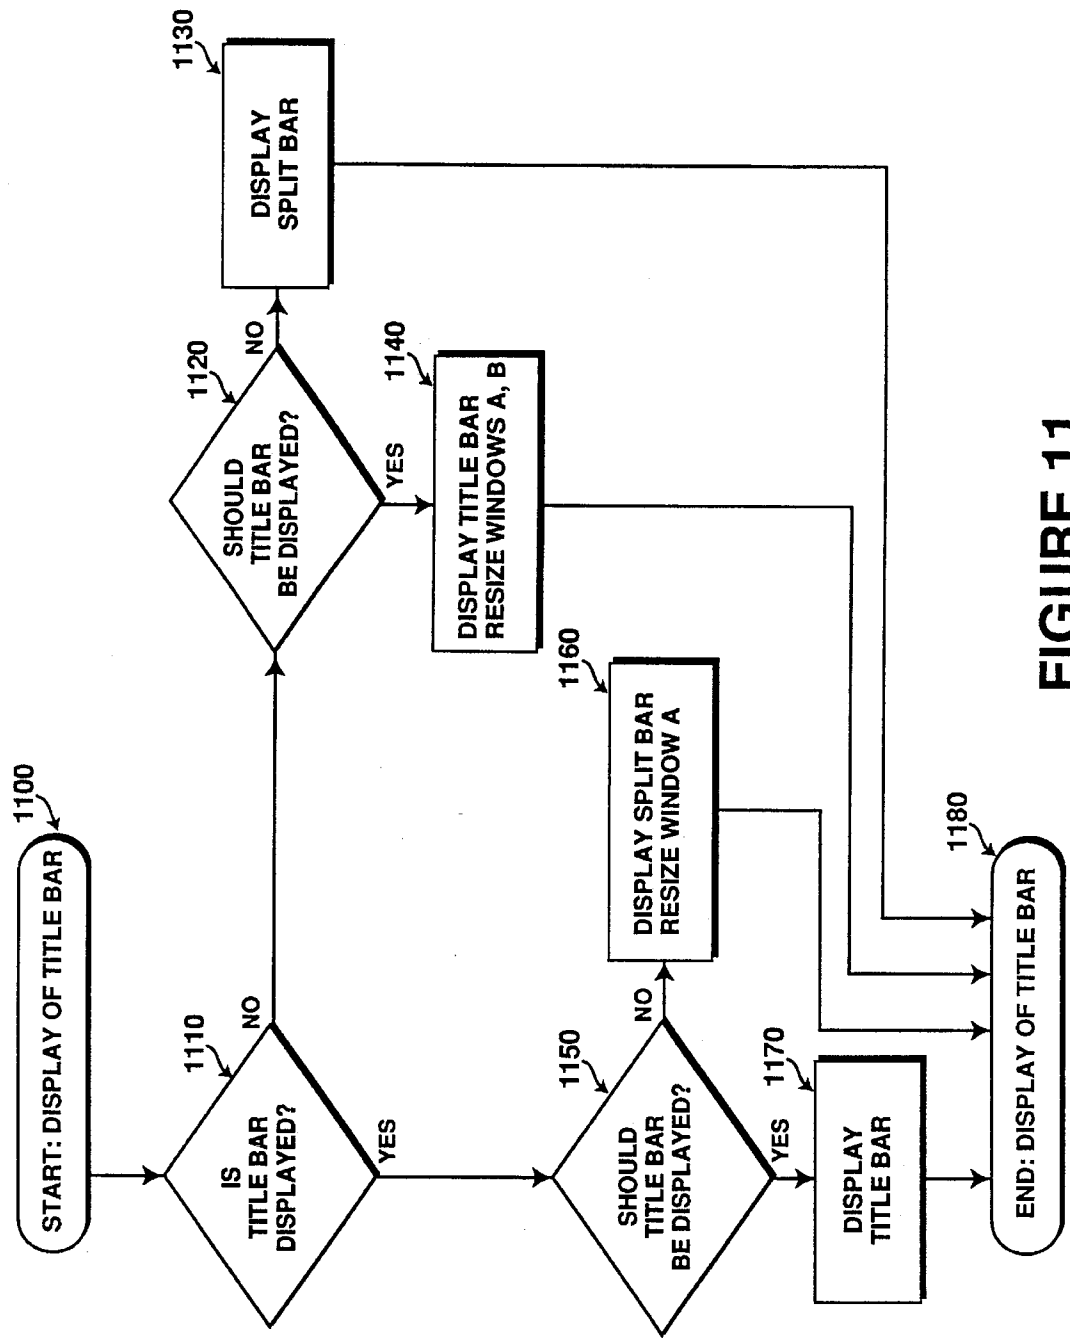 1100
START: DISPLAY OF TITLE BAR
1110
IS
TITLE BAR
DISPLAYED?
NO
YES
1120
SHOULD
TITLE BAR
BE DISPLAYED?
NO
YES
1130
DISPLAY
SPLIT BAR
1140
DISPLAY TITLE BAR
RESIZE WINDOWS A, B
1150
SHOULD
TITLE BAR
BE DISPLAYED?
NO
YES
1160
DISPLAY SPLIT BAR
RESIZE WINDOW A
1170
DISPLAY
TITLE BAR
1180
END: DISPLAY OF TITLE BAR
FIGURE 11